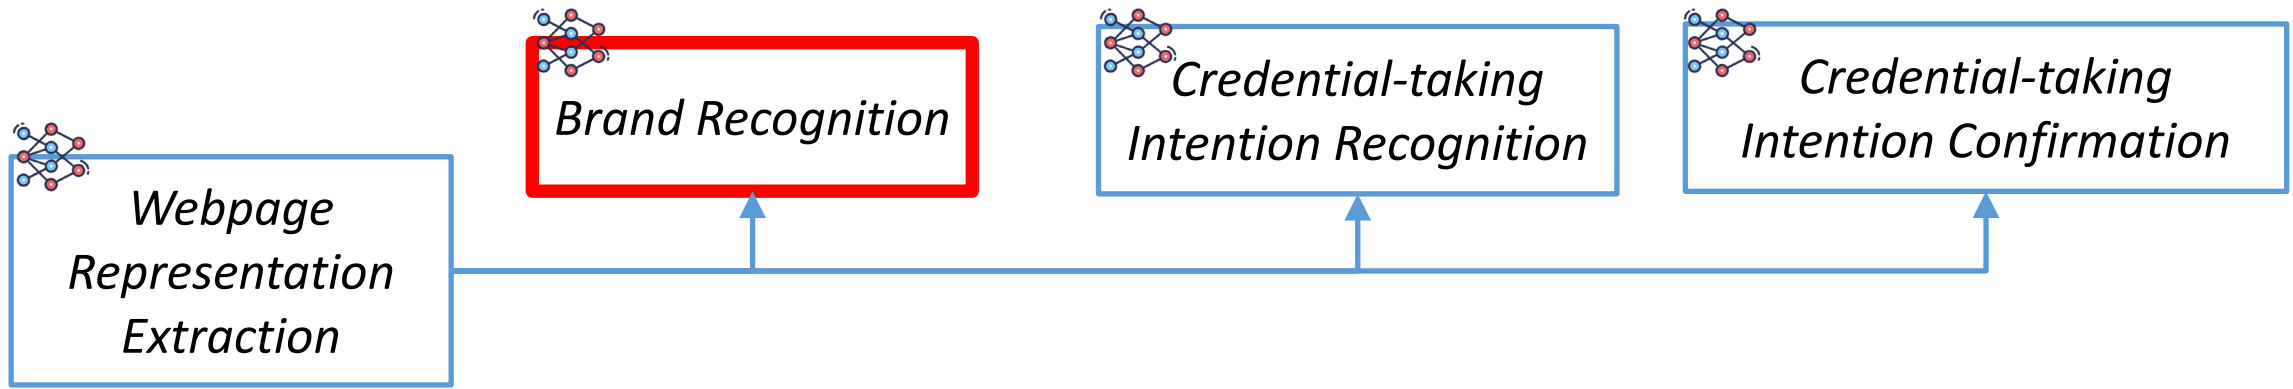 Webpage
Representation
Extraction
Brand Recognition
Credential-taking
Intention Recognition
Credential-taking
Intention Confirmation